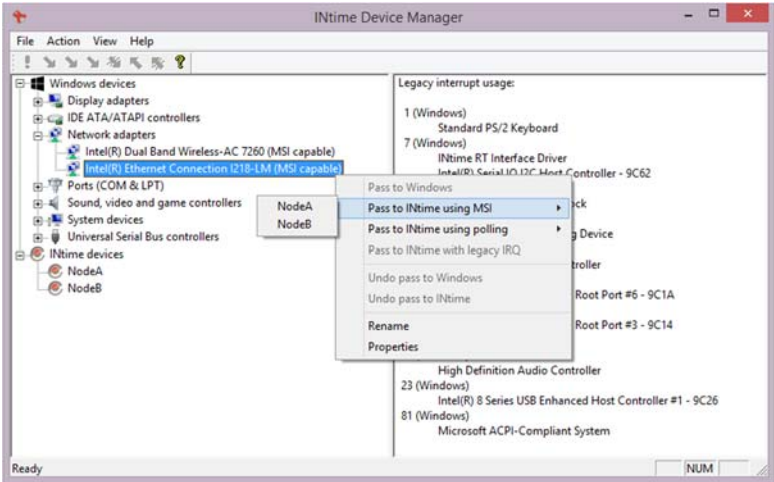 INtime Device Manager
File Action View Help
Windows devices
Display adapters
IDE ATA/ATAPI controllers
Network adapters
Intel(R) Dual Band Wireless-AC 7260 (MSI capable)
Intel(R) Ethernet Connection I218-LM (MSI capable)
Ports (COM & LPT)
Sound, video and game controllers
System devices
Universal Serial Bus controllers
INtime devices
NodeA
NodeB
NodeA
NodeB
Pass to Windows
Pass to INtime using MSI
Pass to INtime using polling
Pass to INtime with legacy IRQ
Undo pass to Windows
Undo pass to INtime
Rename
Properties
Legacy interrupt usage:
1 (Windows)
Standard PS/2 Keyboard
7 (Windows)
INtime RT Interface Driver
Intel(R) Serial IO I2C Host Controller - 9C62
Device
Root Port #6 - 9C1A
Root Port #3 - 9C14
High Definition Audio Controller
23 (Windows)
Intel(R) 8 Series USB Enhanced Host Controller #1 - 9C26
81 (Windows)
Microsoft ACPI-Compliant System
Ready
NUM